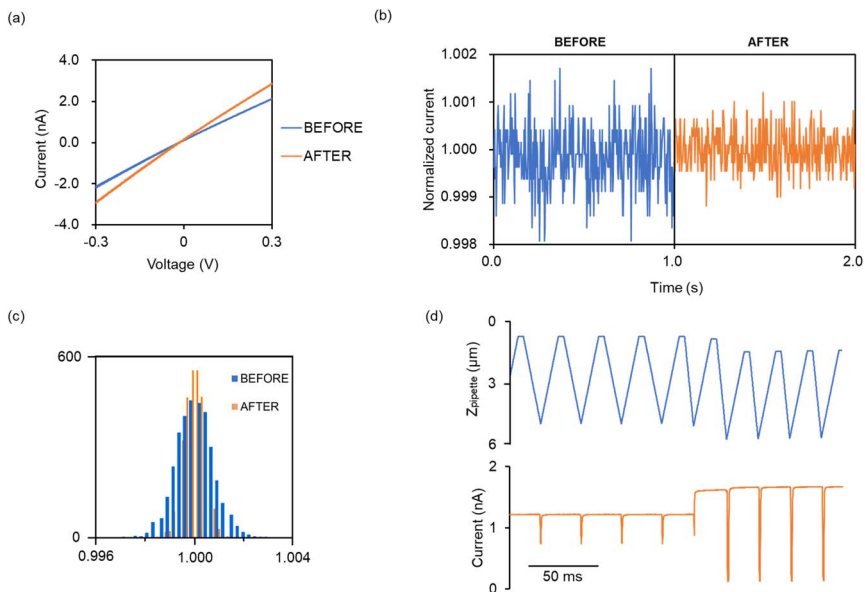 (a)
4.0
2.0
0.0
-2.0
-4.0
Current (nA)
-0.3
0
0.3
Voltage (V)
BEFORE
AFTER
(b)
BEFORE
AFTER
1.002
1.001
1.000
0.999
0.998
Normalized current
0.0
1.0
2.0
Time (s)
(c)
600
0
0.996
1.000
1.004
BEFORE
AFTER
(d)
0
3
6
Zpipette (µm)
2
1
0
Current (nA)
50 ms